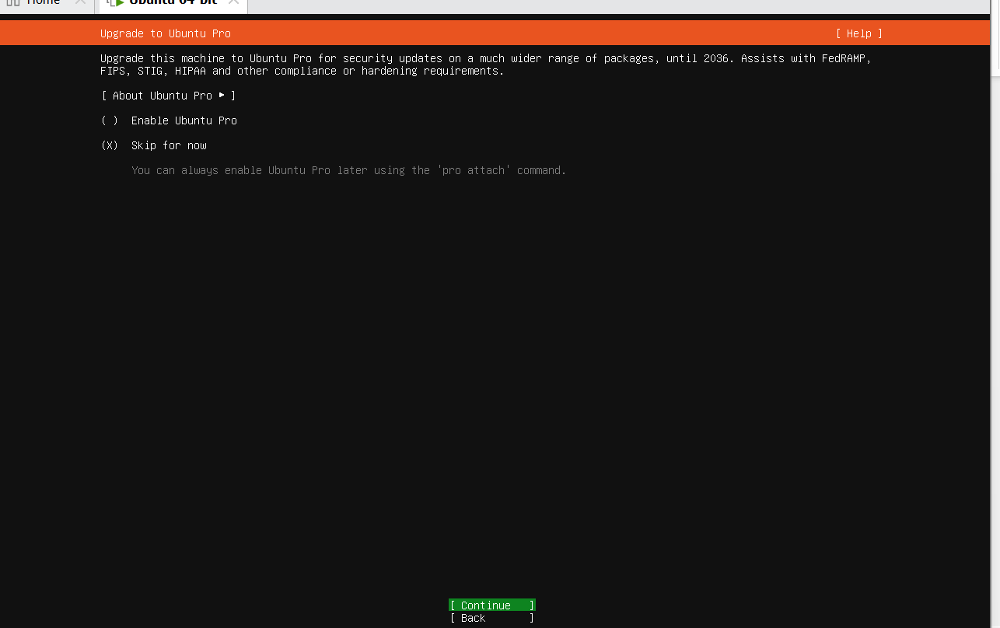 Home
Ubuntu 64-bit
Upgrade to Ubuntu Pro [ Help ]
Upgrade this machine to Ubuntu Pro for security updates on a much wider range of packages, until 2036. Assists with FedRAMP,
FIPS, STIG, HIPAA and other compliance or hardening requirements.
[ About Ubuntu Pro ► ]
( ) Enable Ubuntu Pro
(X) Skip for now
You can always enable Ubuntu Pro later using the 'pro attach' command.
[ Continue ]
[ Back ]